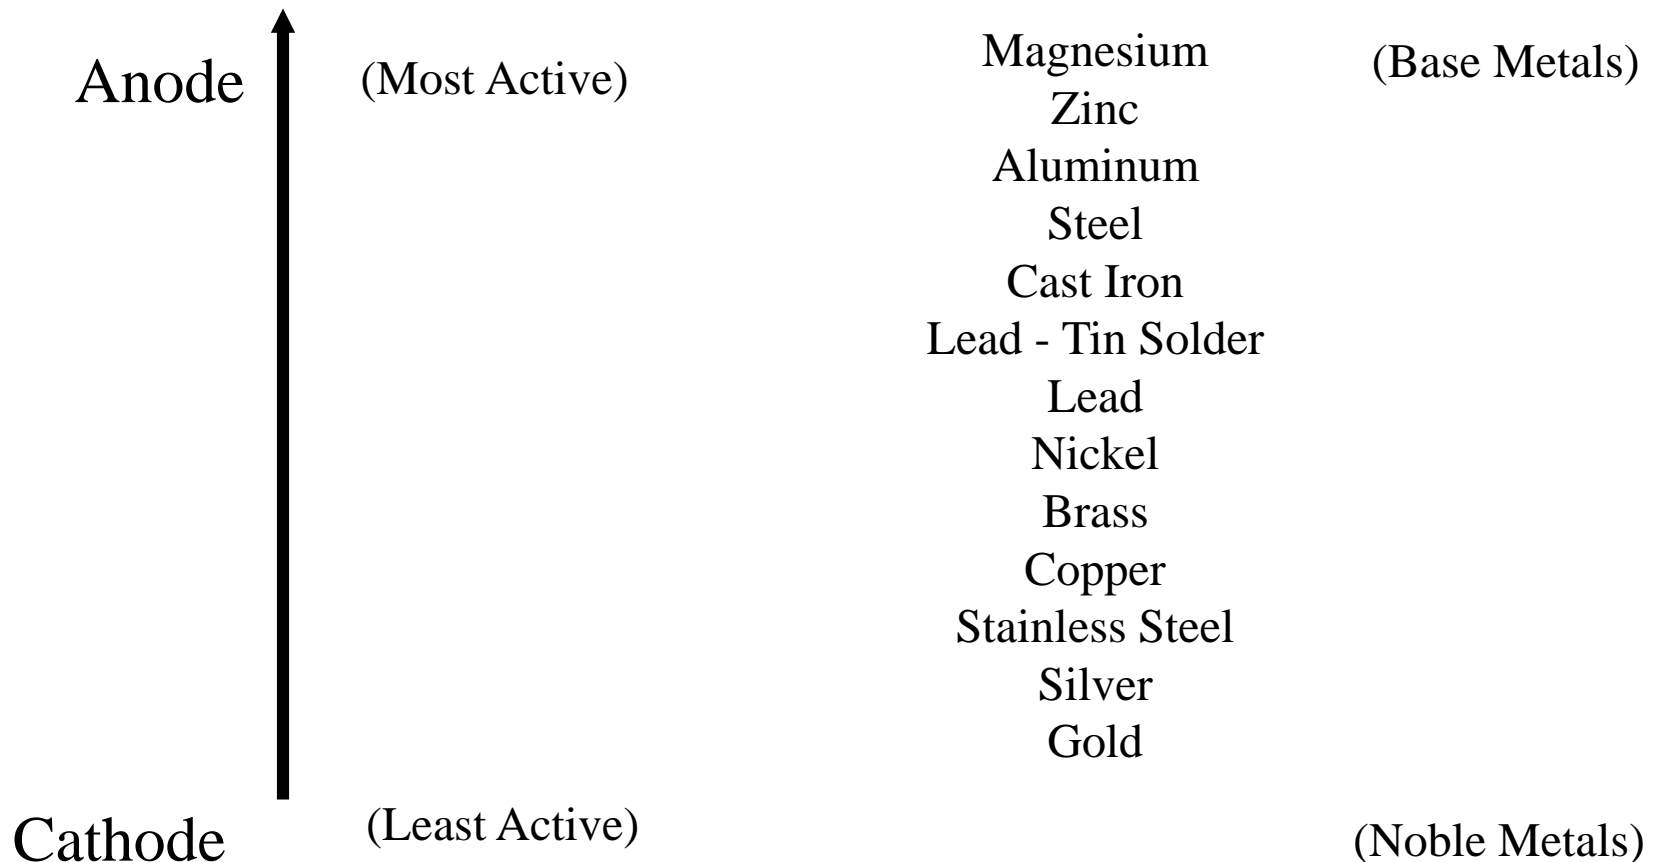 Anode (Most Active) Magnesium (Base Metals)
Zinc
Aluminum
Steel
Cast Iron
Lead - Tin Solder
Lead
Nickel
Brass
Copper
Stainless Steel
Silver
Gold
Cathode (Least Active) (Noble Metals)